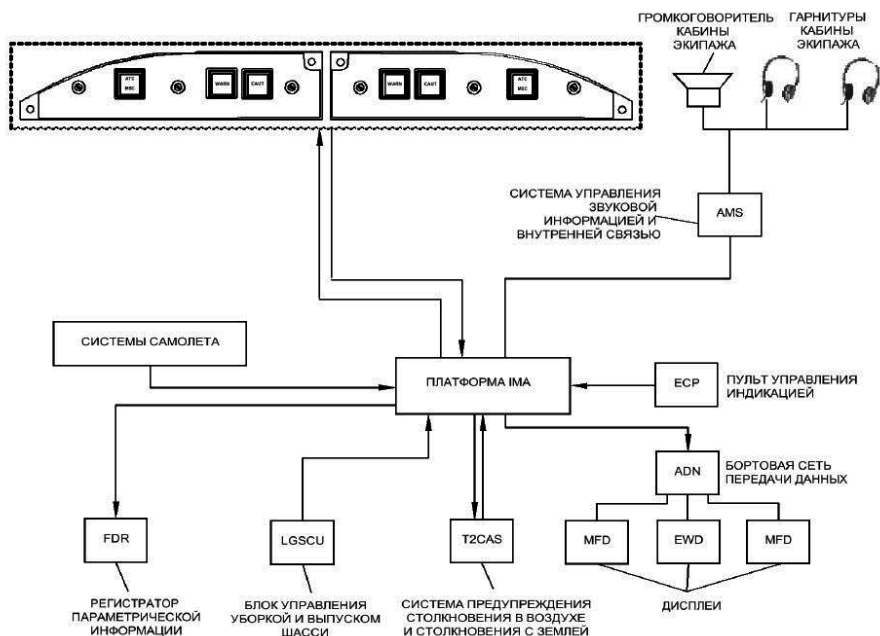 ГРОМКОГОВОРИТЕЛЬ
КАБИНЫ
ЭКИПАЖА
ГАРНИТУРЫ
КАБИНЫ
ЭКИПАЖА
ATC
MSC
WARN
CAUT
WARN
CAUT
ATC
MSC
СИСТЕМА УПРАВЛЕНИЯ
ЗВУКОВОЙ
ИНФОРМАЦИЕЙ И
ВНУТРЕННЕЙ СВЯЗЬЮ
AMS
СИСТЕМЫ САМОЛЕТА
ПЛАТФОРМА IMA
ECP
ПУЛЬТ УПРАВЛЕНИЯ
ИНДИКАЦИЕЙ
ADN
БОРТОВАЯ СЕТЬ
ПЕРЕДАЧИ ДАННЫХ
FDR
LGSCU
T2CAS
MFD
EWD
MFD
РЕГИСТРАТОР
ПАРАМЕТРИЧЕСКОЙ
ИНФОРМАЦИИ
БЛОК УПРАВЛЕНИЯ
УБОРКОЙ И ВЫПУСКОМ
ШАССИ
СИСТЕМА ПРЕДУПРЕЖДЕНИЯ
СТОЛКНОВЕНИЯ В ВОЗДУХЕ
И СТОЛКНОВЕНИЯ С ЗЕМЛЕЙ
ДИСПЛЕИ